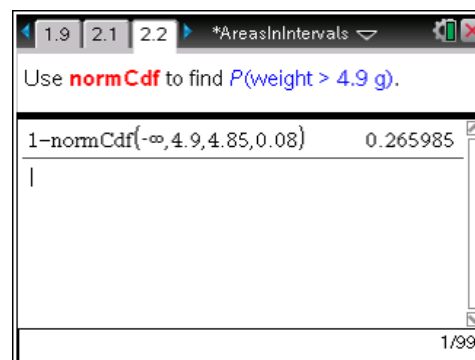 1.9 2.1 2.2 *AreasInIntervals
Use normCdf to find P(weight > 4.9 g).
1−normCdf(-∞,4.9,4.85,0.08) 0.265985
1/99